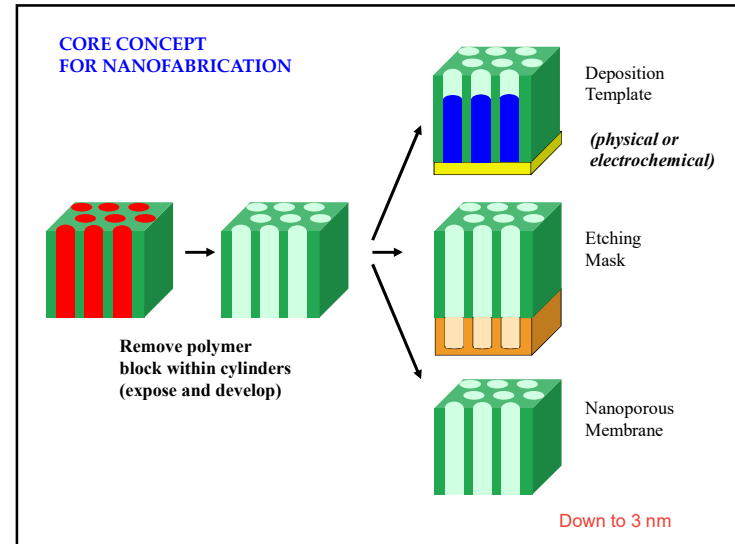 CORE CONCEPT
FOR NANOFABRICATION
Deposition
Template
(physical or
electrochemical)
Remove polymer
block within cylinders
(expose and develop)
Etching
Mask
Nanoporous
Membrane
Down to 3 nm